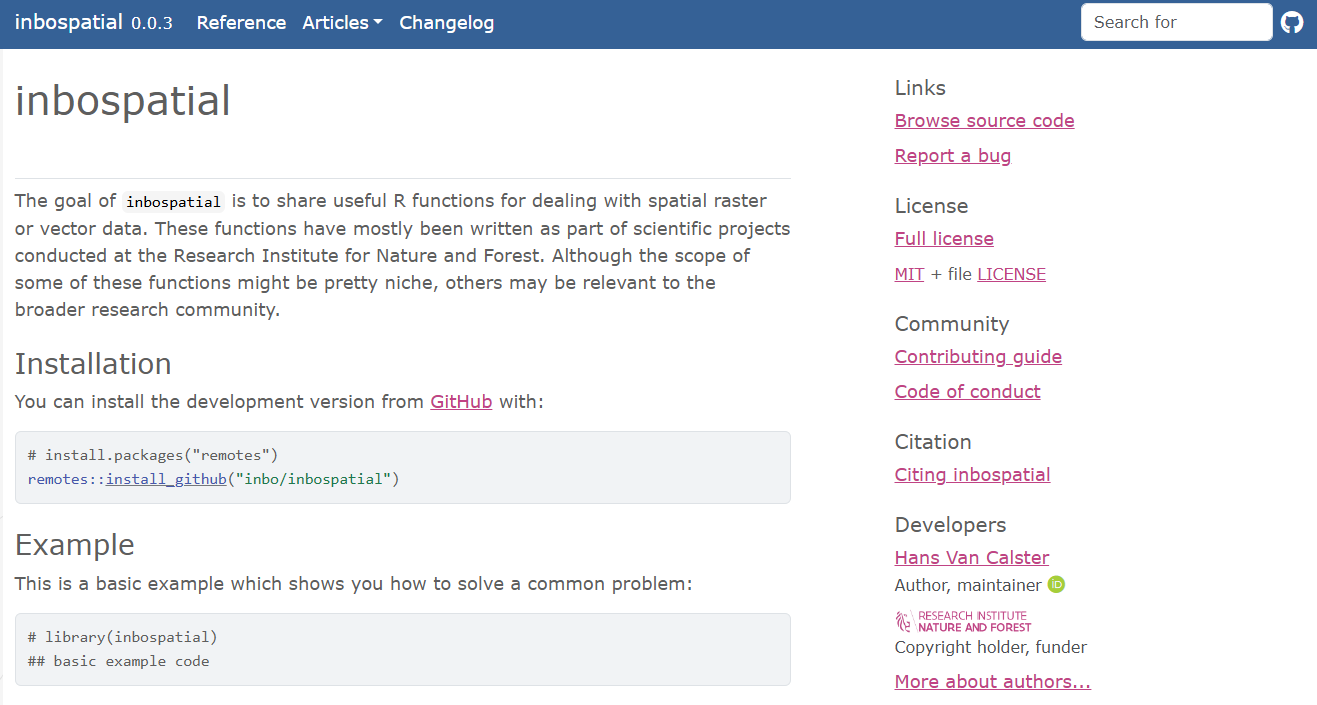 inbospatial 0.0.3 Reference Articles Changelog Search for
inbospatial
The goal of inbospatial is to share useful R functions for dealing with spatial raster
or vector data. These functions have mostly been written as part of scientific projects
conducted at the Research Institute for Nature and Forest. Although the scope of
some of these functions might be pretty niche, others may be relevant to the
broader research community.
Installation
You can install the development version from GitHub with:
# install.packages("remotes")
remotes::install_github("inbo/inbospatial")
Example
This is a basic example which shows you how to solve a common problem:
# library(inbospatial)
## basic example code
Links
Browse source code
Report a bug
License
Full license
MIT + file LICENSE
Community
Contributing guide
Code of conduct
Citation
Citing inbospatial
Developers
Hans Van Calster
Author, maintainer iD
RESEARCH INSTITUTE
NATURE AND FOREST
Copyright holder, funder
More about authors...